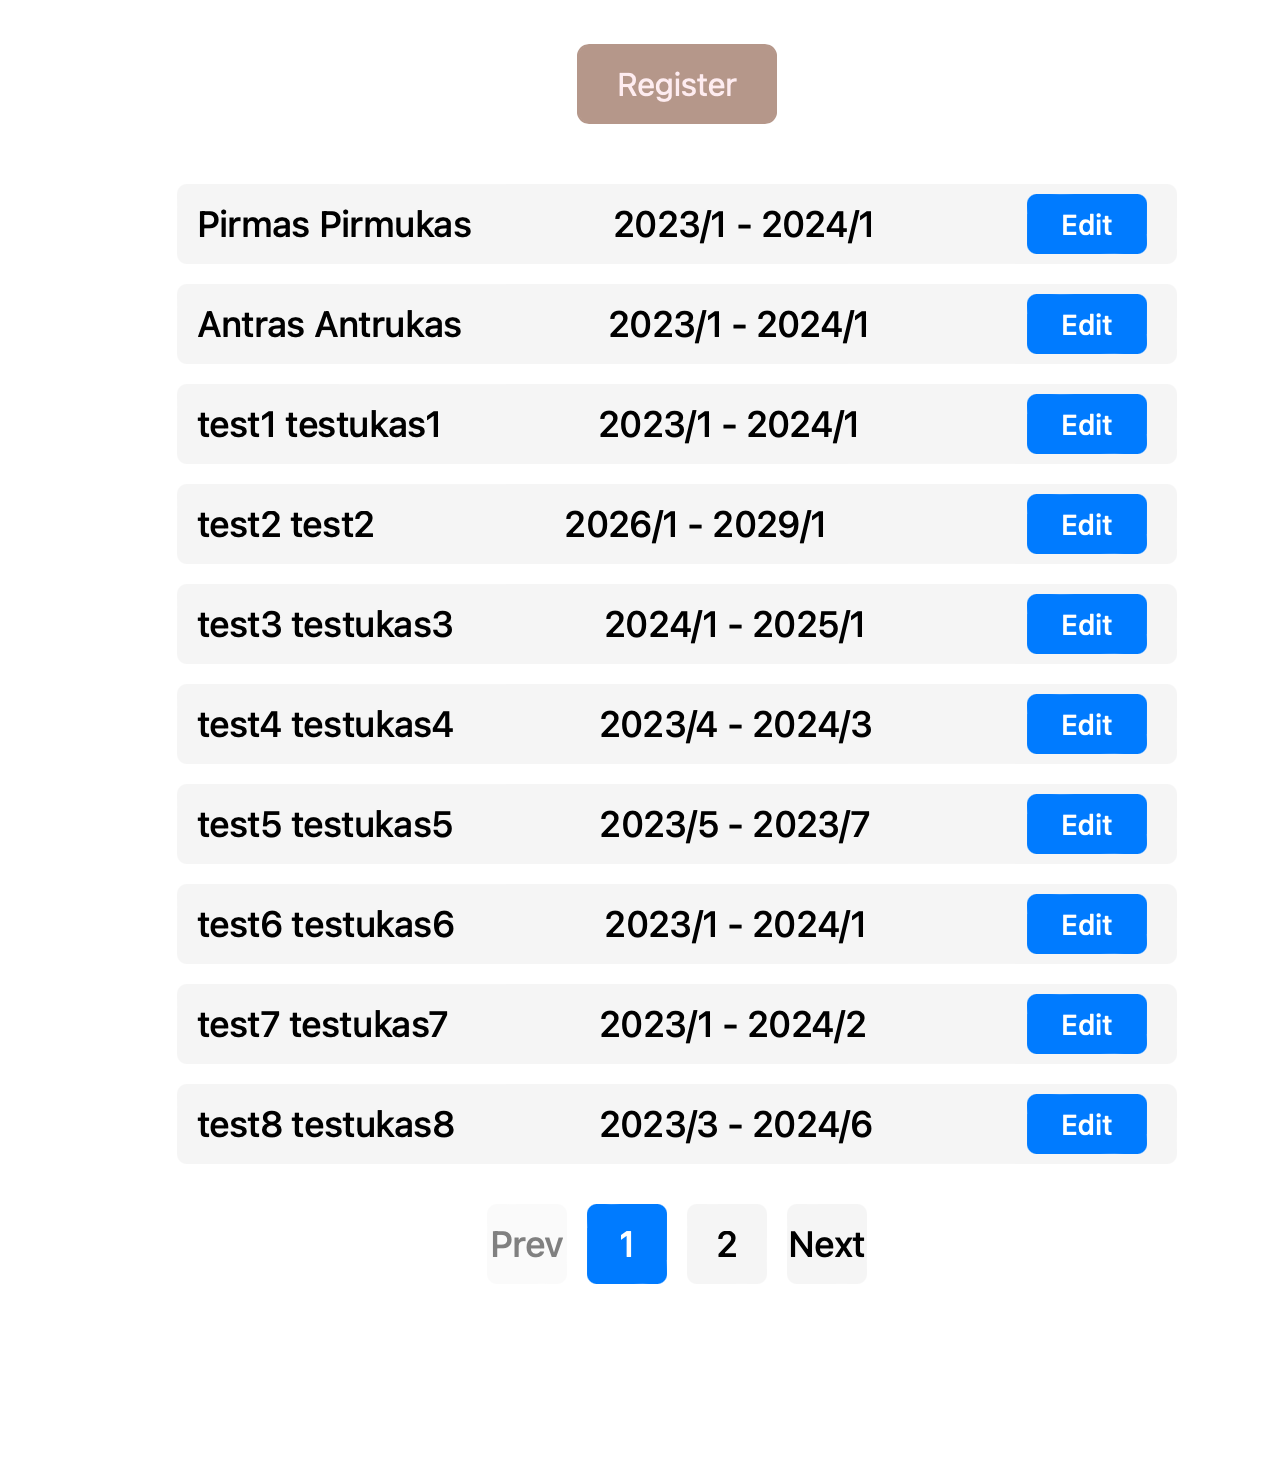 Register
Pirmas Pirmukas 2023/1 - 2024/1 Edit
Antras Antrukas 2023/1 - 2024/1 Edit
test1 testukas1 2023/1 - 2024/1 Edit
test2 test2 2026/1 - 2029/1 Edit
test3 testukas3 2024/1 - 2025/1 Edit
test4 testukas4 2023/4 - 2024/3 Edit
test5 testukas5 2023/5 - 2023/7 Edit
test6 testukas6 2023/1 - 2024/1 Edit
test7 testukas7 2023/1 - 2024/2 Edit
test8 testukas8 2023/3 - 2024/6 Edit
Prev 1 2 Next